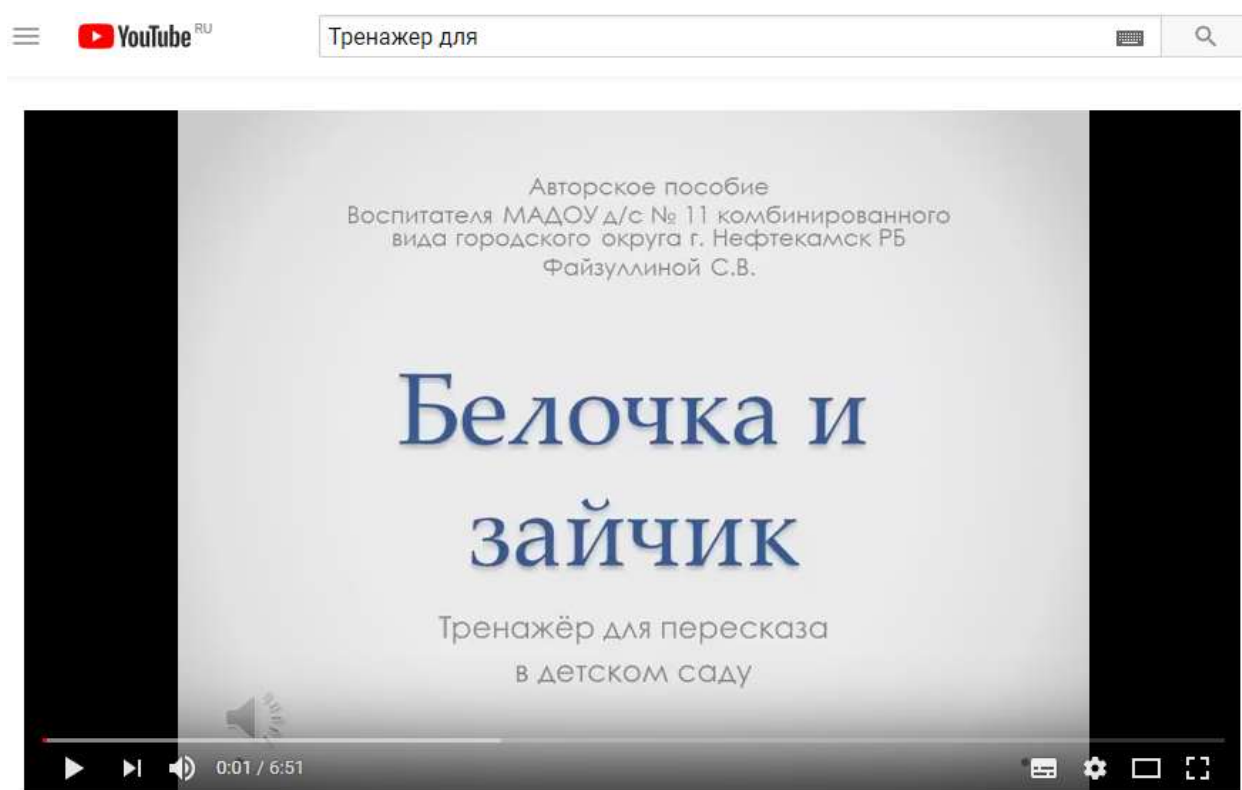 YouTube RU
Тренажер для
Авторское пособие
Воспитателя МАДОУ д/с № 11 комбинированного
вида городского округа г. Нефтекамск РБ
Файзуллиной С.В.
Белочка и
зайчик
Тренажёр для пересказа
в детском саду
0:01 / 6:51